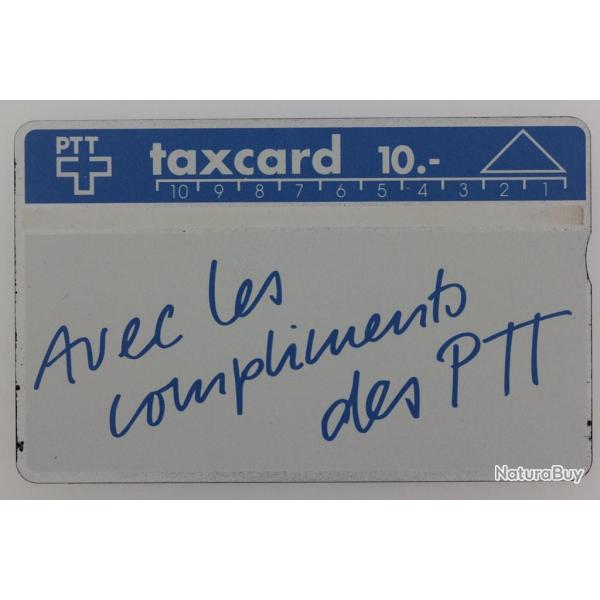 PTT taxcard 10.-
10 9 8 7 6 5 4 3 2 1
Avec les
compliments
des PTT
NaturaBuy